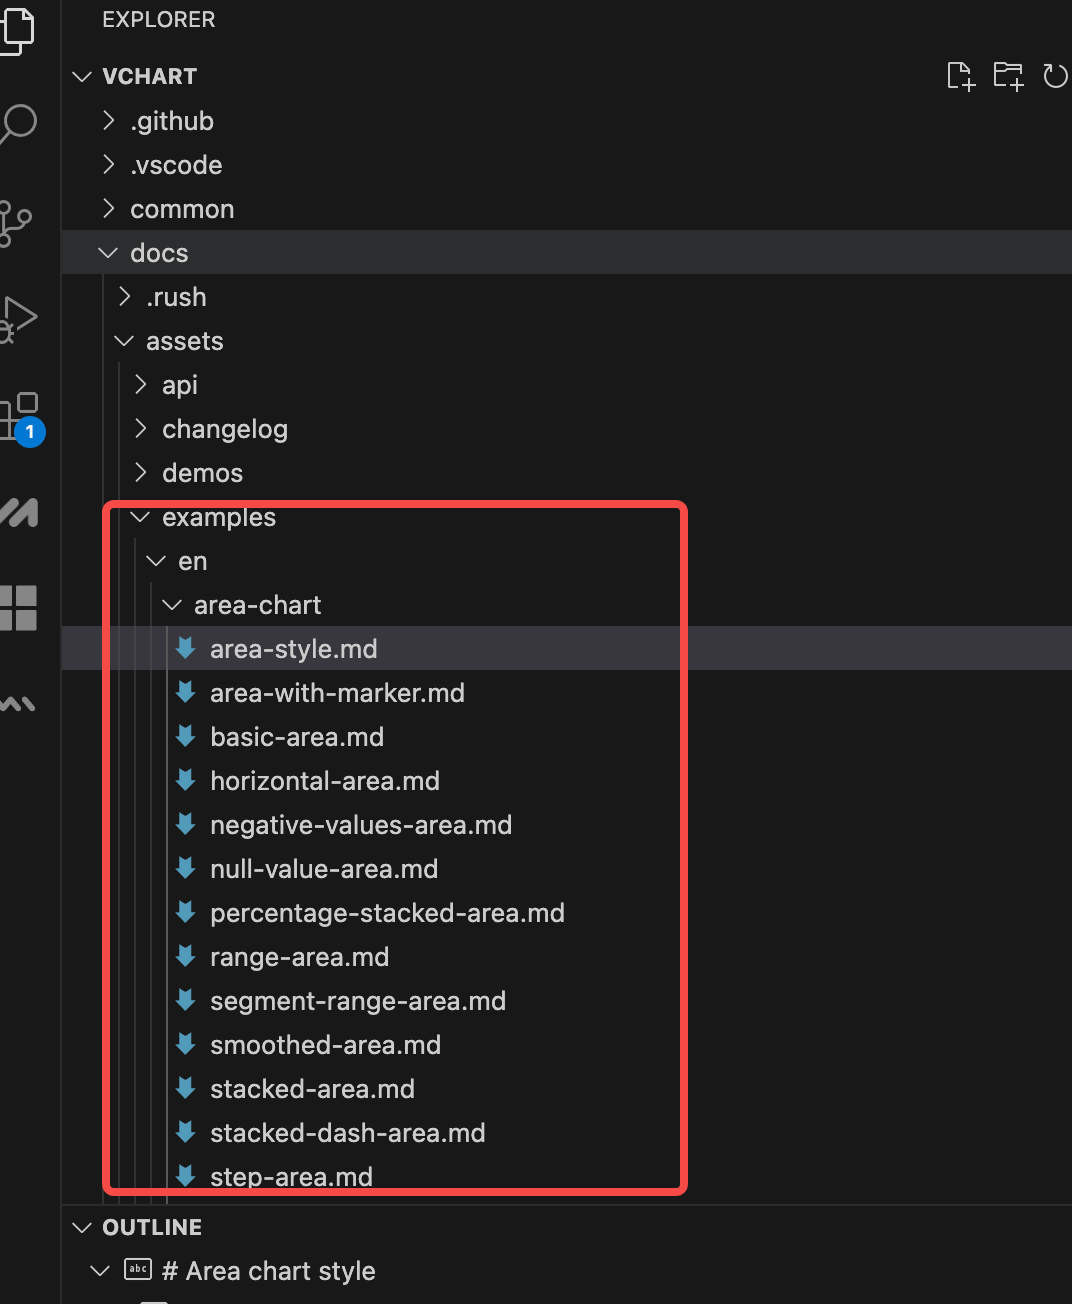 EXPLORER
VCHART
.github
.vscode
common
docs
.rush
assets
api
changelog
1
demos
examples
en
area-chart
area-style.md
area-with-marker.md
basic-area.md
horizontal-area.md
negative-values-area.md
null-value-area.md
percentage-stacked-area.md
range-area.md
segment-range-area.md
smoothed-area.md
stacked-area.md
stacked-dash-area.md
step-area.md
OUTLINE
abc # Area chart style